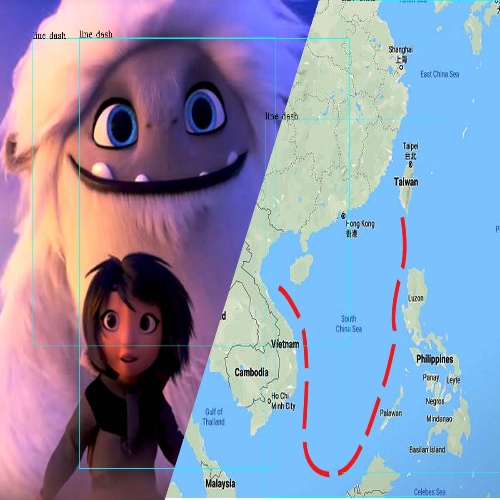 line dash
line dash
line dash
Shanghai
上海
East China Sea
Taipei
台北
Taiwan
Hong Kong
香港
South
China Sea
Luzon
Philippines
Panay
Leyte
Negros
Mindanao
Palawan
Basilan Island
Vietnam
Cambodia
Ho Chi
Minh City
Gulf of
Thailand
Malaysia
Celebes Sea
d
P